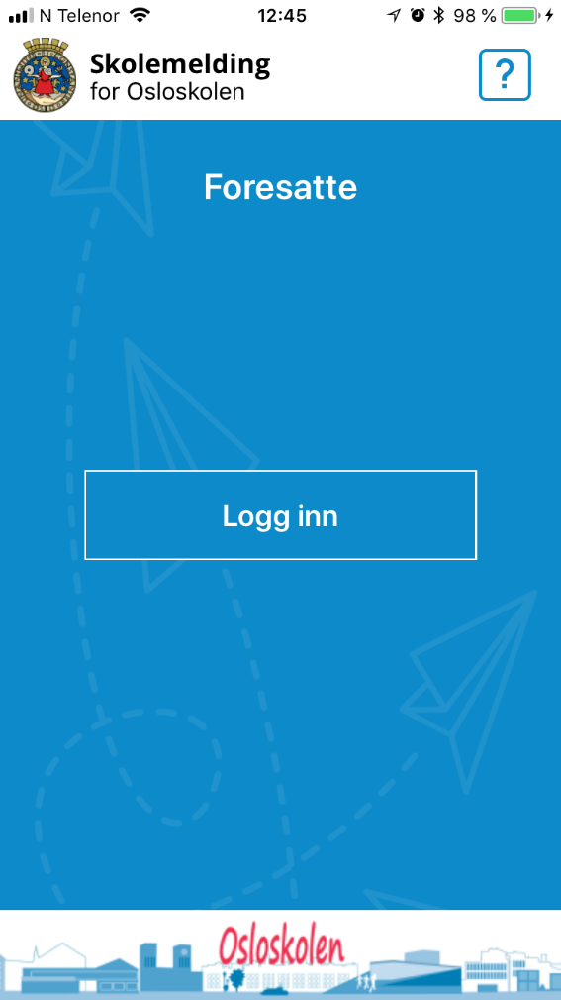 N Telenor 12:45 98 %
Skolemelding
for Osloskolen
?
Foresatte
Logg inn
Osloskolen